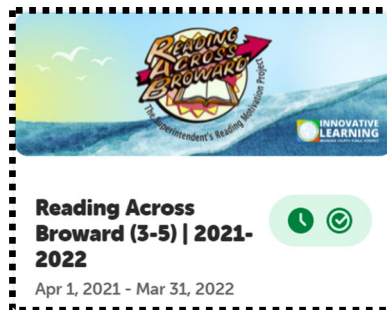 READING
ACROSS
BROWARD
The Superintendent's Reading Motivation Project
INNOVATIVE
LEARNING
Reading Across
Broward (3-5) | 2021-
2022
Apr 1, 2021 - Mar 31, 2022